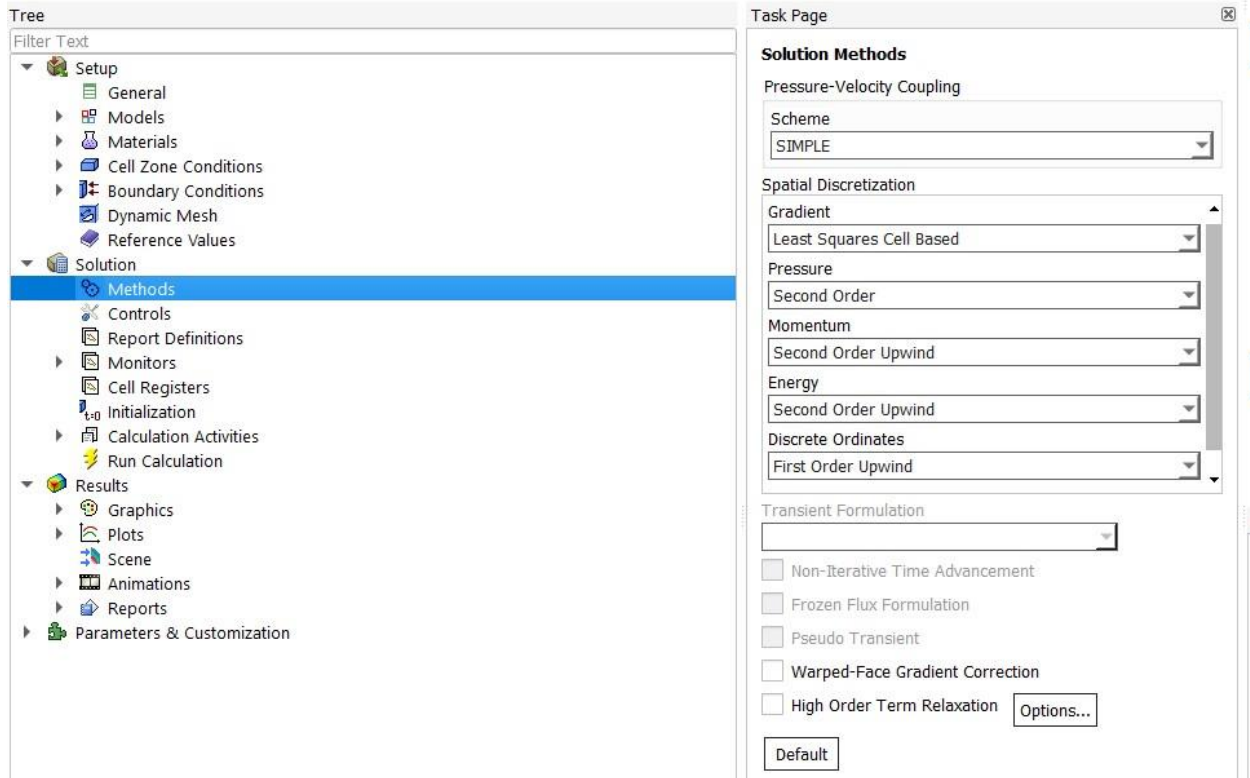 Tree
Filter Text
Setup
General
Models
Materials
Cell Zone Conditions
Boundary Conditions
Dynamic Mesh
Reference Values
Solution
Methods
Controls
Report Definitions
Monitors
Cell Registers
t=0 Initialization
Calculation Activities
Run Calculation
Results
Graphics
Plots
Scene
Animations
Reports
Parameters & Customization
Task Page
Solution Methods
Pressure-Velocity Coupling
Scheme
SIMPLE
Spatial Discretization
Gradient
Least Squares Cell Based
Pressure
Second Order
Momentum
Second Order Upwind
Energy
Second Order Upwind
Discrete Ordinates
First Order Upwind
Transient Formulation
Non-Iterative Time Advancement
Frozen Flux Formulation
Pseudo Transient
Warped-Face Gradient Correction
High Order Term Relaxation Options...
Default